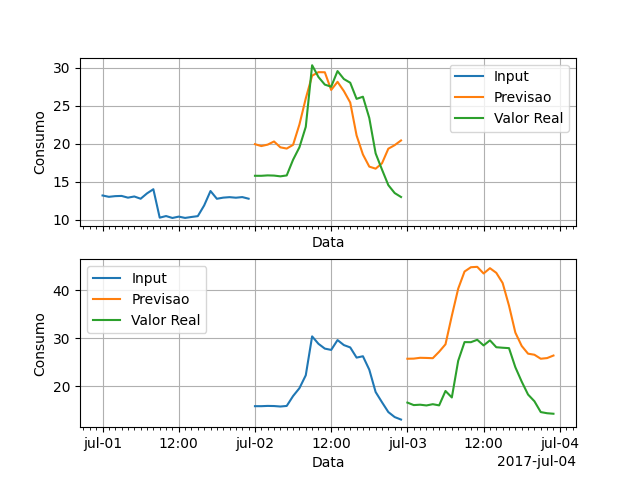 30
25
20
15
10
Consumo
Input
Previsao
Valor Real
Data
40
30
20
Consumo
Input
Previsao
Valor Real
jul-01
12:00
jul-02
12:00
jul-03
12:00
jul-04
Data
2017-jul-04